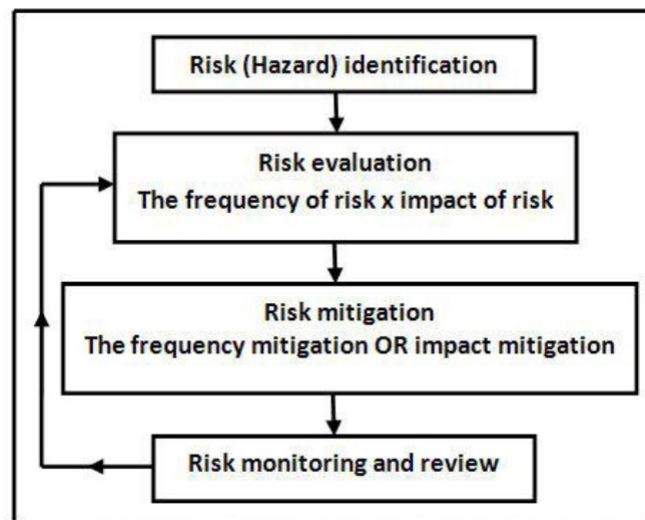 Risk (Hazard) identification
Risk evaluation
The frequency of risk x impact of risk
Risk mitigation
The frequency mitigation OR impact mitigation
Risk monitoring and review